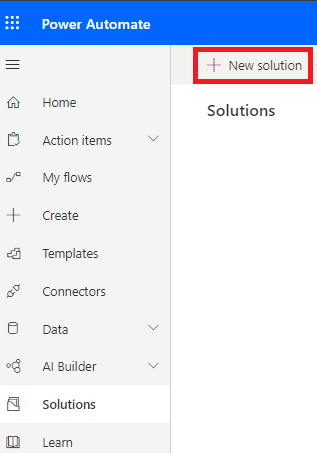 Power Automate
New solution
Solutions
Home
Action items
My flows
Create
Templates
Connectors
Data
AI Builder
Solutions
Learn